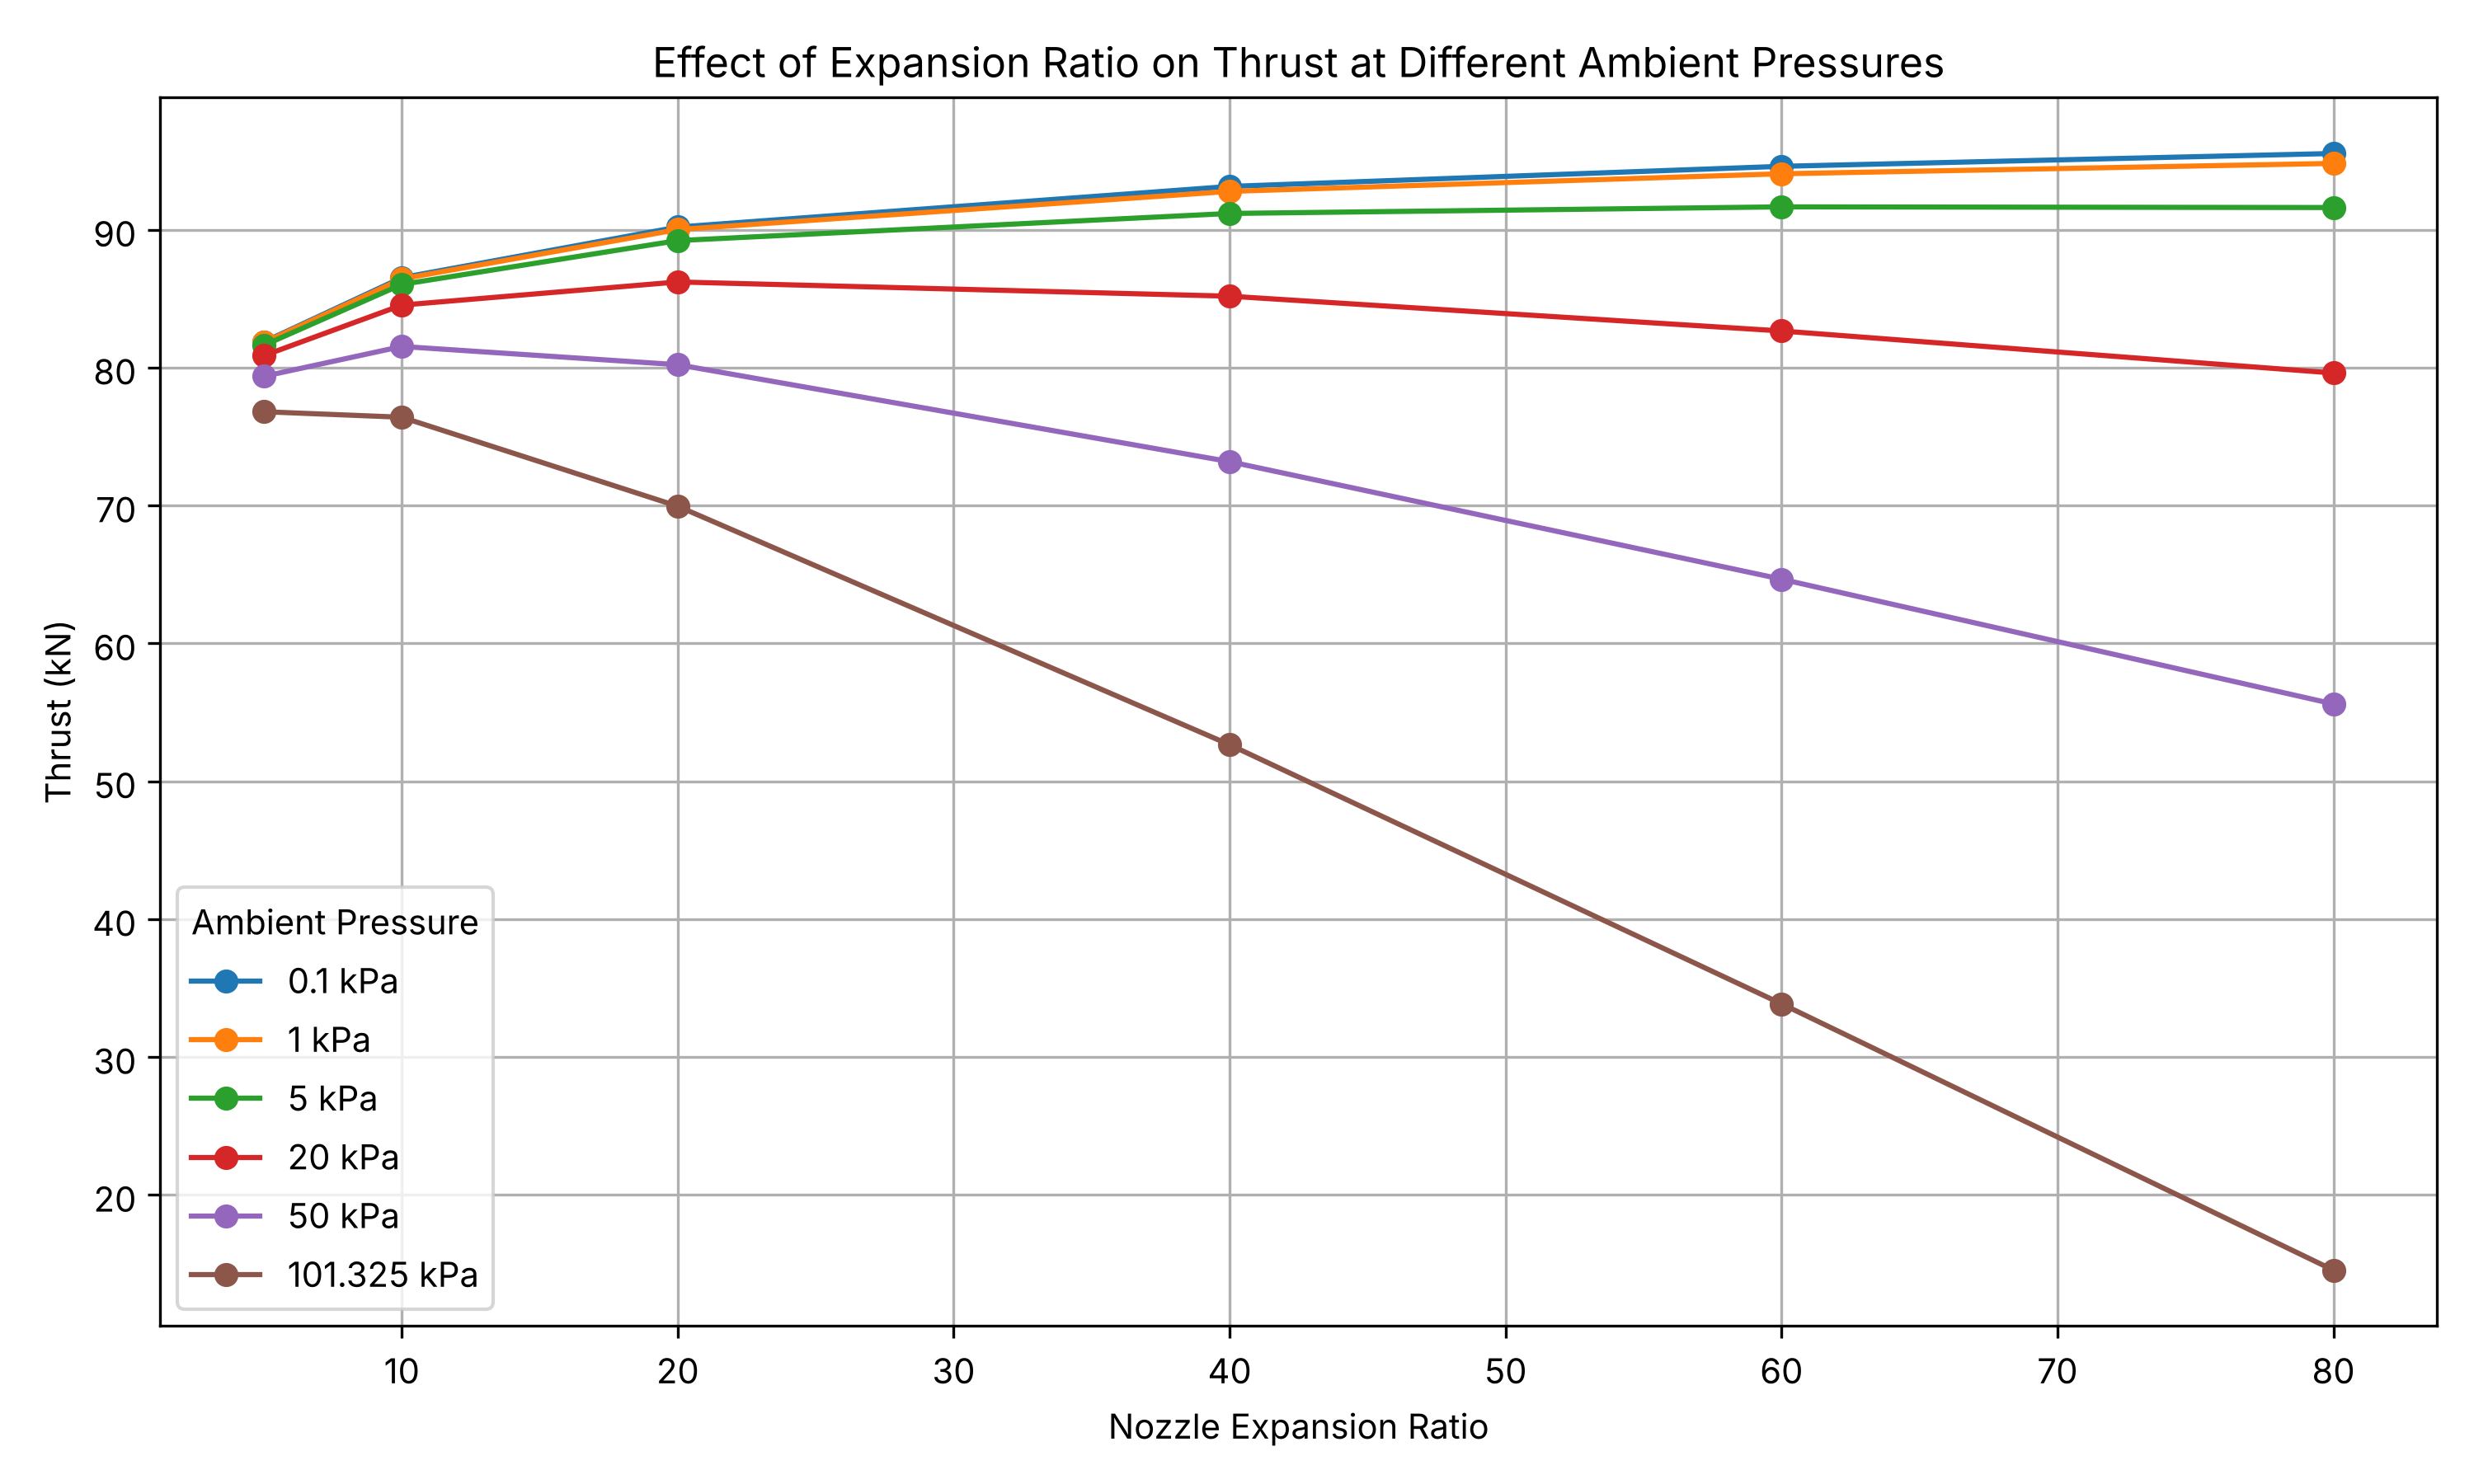 Effect of Expansion Ratio on Thrust at Different Ambient Pressures
Thrust (kN)
90
80
70
60
50
40
30
20
Ambient Pressure
0.1 kPa
1 kPa
5 kPa
20 kPa
50 kPa
101.325 kPa
10 20 30 40 50 60 70 80
Nozzle Expansion Ratio